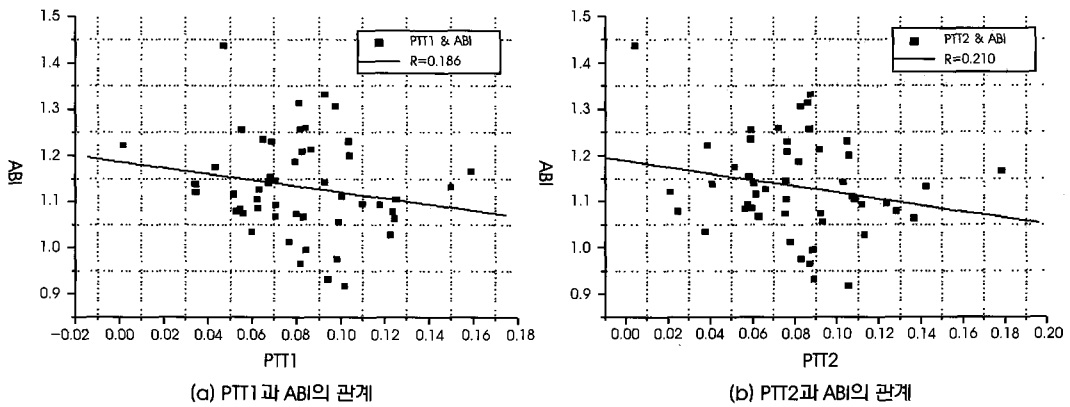 1.5
1.4
1.3
1.2
1.1
1.0
0.9
ABI
PTT1 & ABI
R=0.186
-0.02 0.00 0.02 0.04 0.06 0.08 0.10 0.12 0.14 0.16 0.18
PTT1
(a) PTT1과 ABI의 관계
1.5
1.4
1.3
1.2
1.1
1.0
0.9
ABI
PTT2 & ABI
R=0.210
0.00 0.02 0.04 0.06 0.08 0.10 0.12 0.14 0.16 0.18 0.20
PTT2
(b) PTT2과 ABI의 관계